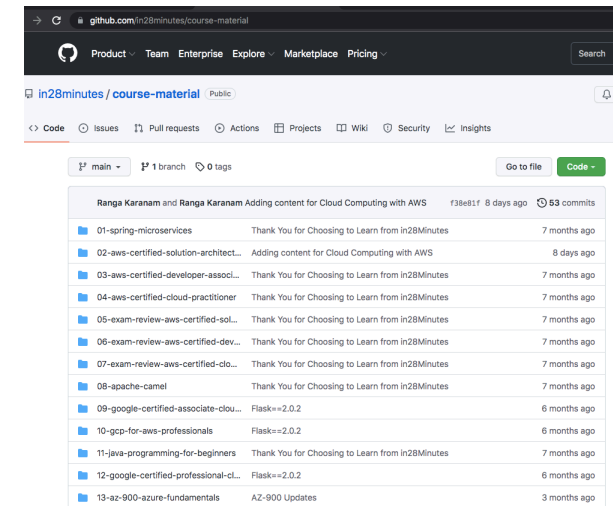 github.com/in28minutes/course-material
Product Team Enterprise Explore Marketplace Pricing Search
in28minutes / course-material Public
<> Code Issues Pull requests Actions Projects Wiki Security Insights
main 1 branch 0 tags Go to file Code
Ranga Karanam and Ranga Karanam Adding content for Cloud Computing with AWS f38e81f 8 days ago 53 commits
01-spring-microservices Thank You for Choosing to Learn from in28Minutes 7 months ago
02-aws-certified-solution-architect... Adding content for Cloud Computing with AWS 8 days ago
03-aws-certified-developer-associ... Thank You for Choosing to Learn from in28Minutes 7 months ago
04-aws-certified-cloud-practitioner Thank You for Choosing to Learn from in28Minutes 7 months ago
05-exam-review-aws-certified-sol... Thank You for Choosing to Learn from in28Minutes 7 months ago
06-exam-review-aws-certified-dev... Thank You for Choosing to Learn from in28Minutes 7 months ago
07-exam-review-aws-certified-clo... Thank You for Choosing to Learn from in28Minutes 7 months ago
08-apache-camel Thank You for Choosing to Learn from in28Minutes 7 months ago
09-google-certified-associate-clou... Flask==2.0.2 6 months ago
10-gcp-for-aws-professionals Flask==2.0.2 6 months ago
11-java-programming-for-beginners Thank You for Choosing to Learn from in28Minutes 7 months ago
12-google-certified-professional-cl... Flask==2.0.2 6 months ago
13-az-900-azure-fundamentals AZ-900 Updates 3 months ago